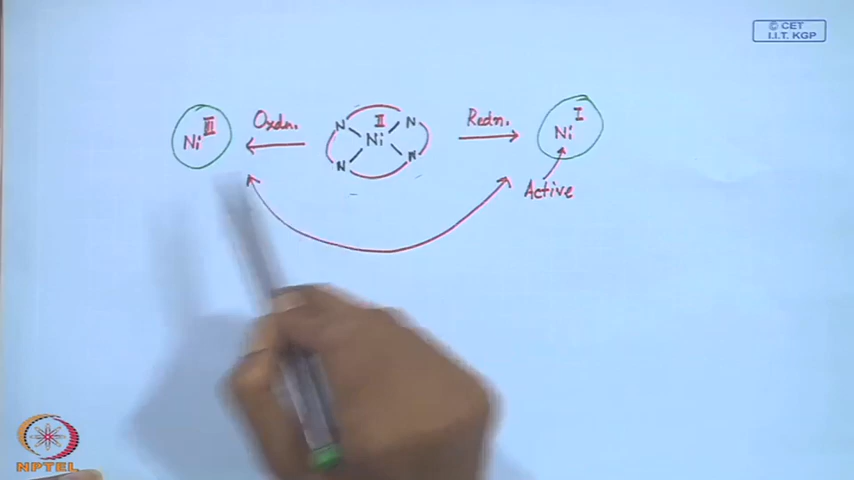 © CET
I.I.T. KGP
Ni III Oxdn. N N II Ni N N Redn. Ni I
Active
NPTEL